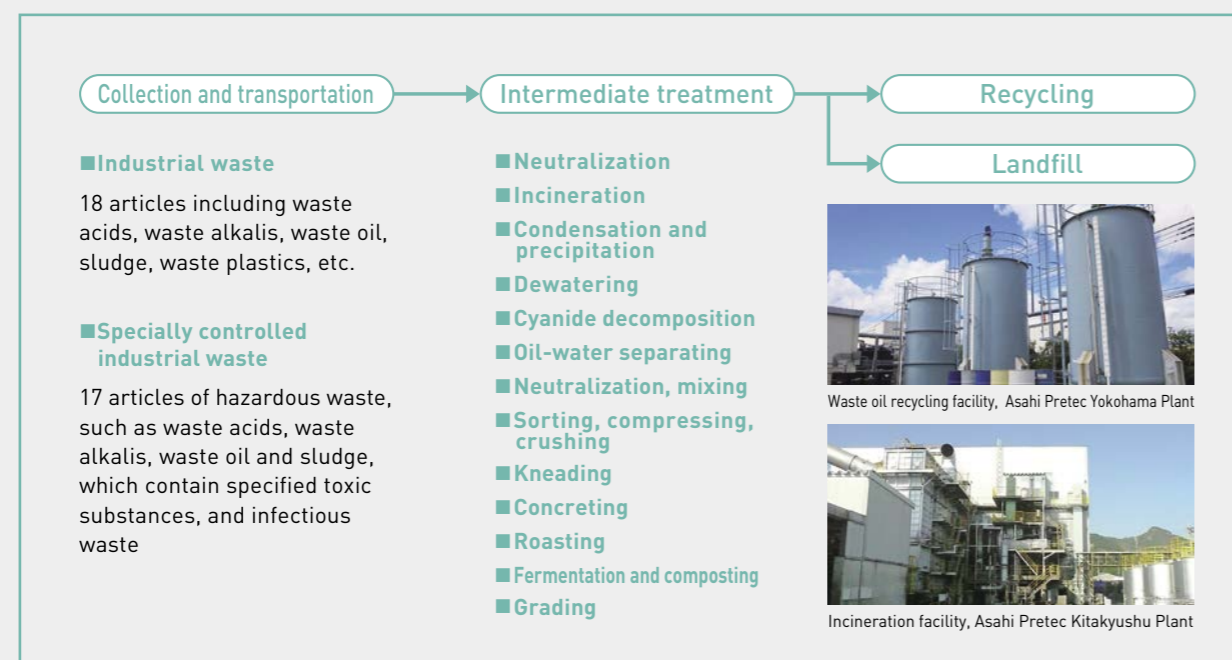 Collection and transportation
■Industrial waste
18 articles including waste
acids, waste alkalis, waste oil,
sludge, waste plastics, etc.
■Specially controlled
industrial waste
17 articles of hazardous waste,
such as waste acids, waste
alkalis, waste oil and sludge,
which contain specified toxic
substances, and infectious
waste
Intermediate treatment
■Neutralization
■Incineration
■Condensation and
precipitation
■Dewatering
■Cyanide decomposition
■Oil-water separating
■Neutralization, mixing
■Sorting, compressing,
crushing
■Kneading
■Concreting
■Roasting
■Fermentation and composting
■Grading
Recycling
Landfill
Waste oil recycling facility, Asahi Pretec Yokohama Plant
Incineration facility, Asahi Pretec Kitakyushu Plant